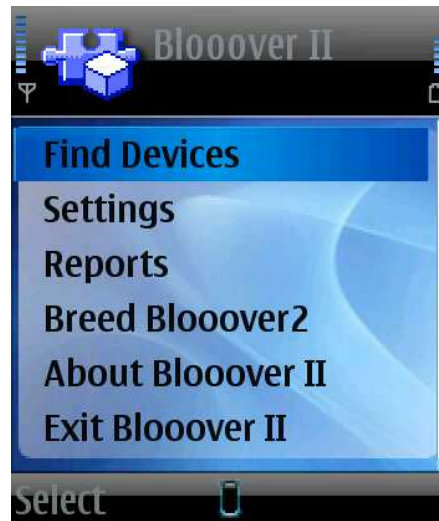 Blooover II
Find Devices
Settings
Reports
Breed Blooover2
About Blooover II
Exit Blooover II
Select